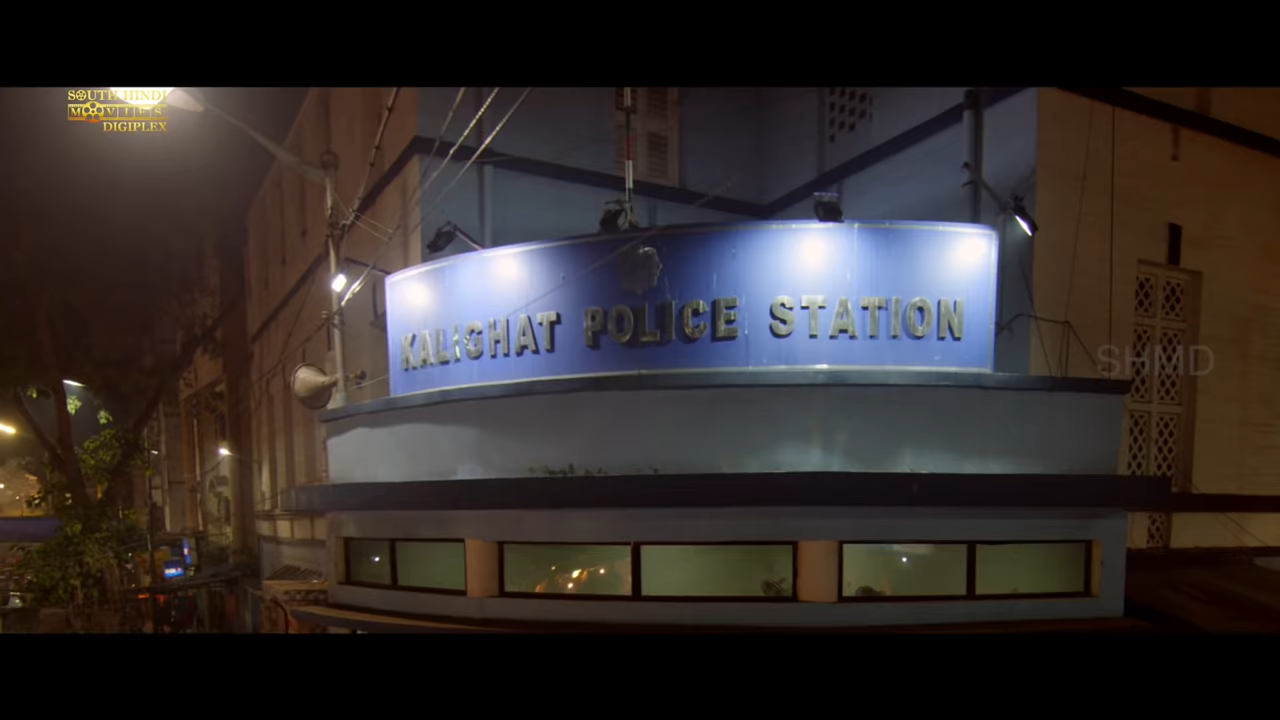 SOUTH HINDI
MOVIES
DIGIPLEX
KALIGHAT POLICE STATION
SHMD